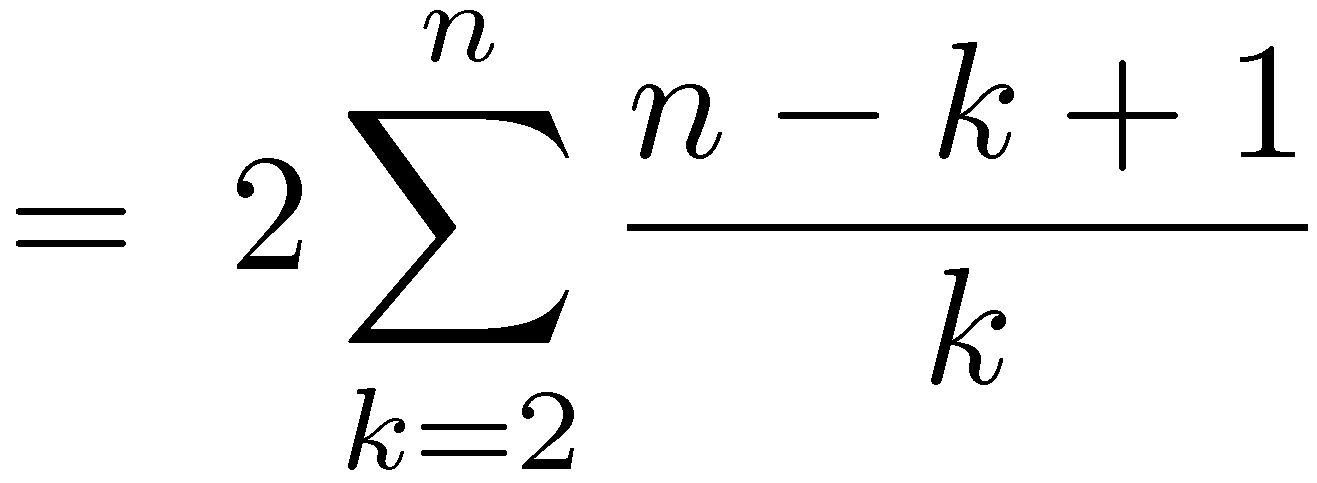 = 2 \sum_{k=2}^{n} \frac{n - k + 1}{k}